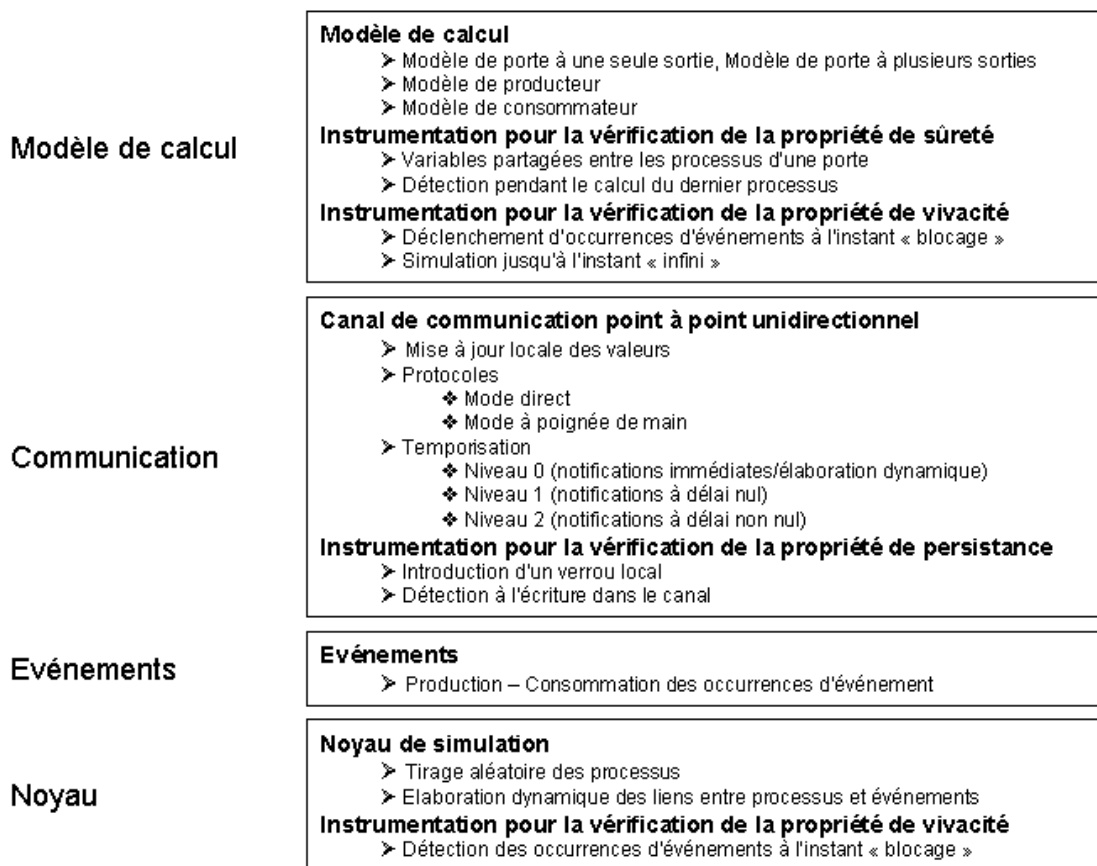 Modèle de calcul
Modèle de calcul
➤ Modèle de porte à une seule sortie, Modèle de porte à plusieurs sorties
➤ Modèle de producteur
➤ Modèle de consommateur
Instrumentation pour la vérification de la propriété de sûreté
➤ Variables partagées entre les processus d'une porte
➤ Détection pendant le calcul du dernier processus
Instrumentation pour la vérification de la propriété de vivacité
➤ Déclenchement d'occurrences d'événements à l'instant « blocage »
➤ Simulation jusqu'à l'instant « infini »
Communication
Canal de communication point à point unidirectionnel
➤ Mise à jour locale des valeurs
➤ Protocoles
❖ Mode direct
❖ Mode à poignée de main
➤ Temporisation
❖ Niveau 0 (notifications immédiates/élaboration dynamique)
❖ Niveau 1 (notifications à délai nul)
❖ Niveau 2 (notifications à délai non nul)
Instrumentation pour la vérification de la propriété de persistance
➤ Introduction d'un verrou local
➤ Détection à l'écriture dans le canal
Evénements
Evénements
➤ Production – Consommation des occurrences d'événement
Noyau
Noyau de simulation
➤ Tirage aléatoire des processus
➤ Elaboration dynamique des liens entre processus et événements
Instrumentation pour la vérification de la propriété de vivacité
➤ Détection des occurrences d'événements à l'instant « blocage »